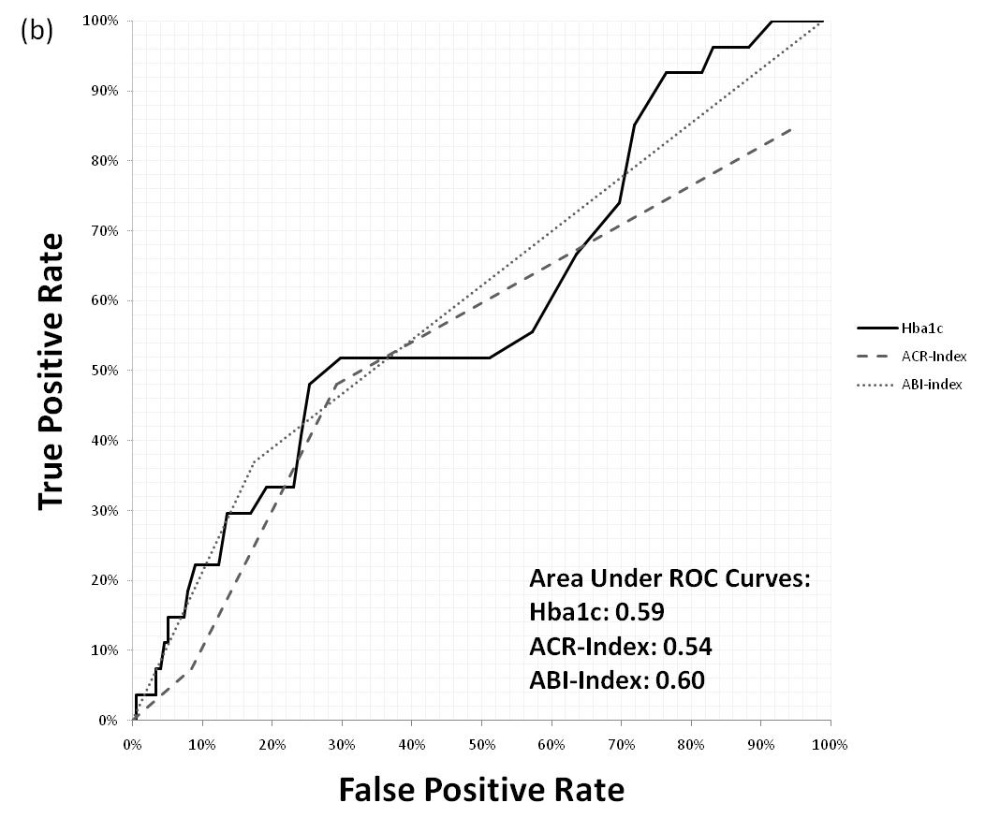 (b)
100%
90%
80%
70%
60%
50%
40%
30%
20%
10%
0%
True Positive Rate
0% 10% 20% 30% 40% 50% 60% 70% 80% 90% 100%
False Positive Rate
Hba1c
ACR-Index
ABI-index
Area Under ROC Curves:
Hba1c: 0.59
ACR-Index: 0.54
ABI-Index: 0.60